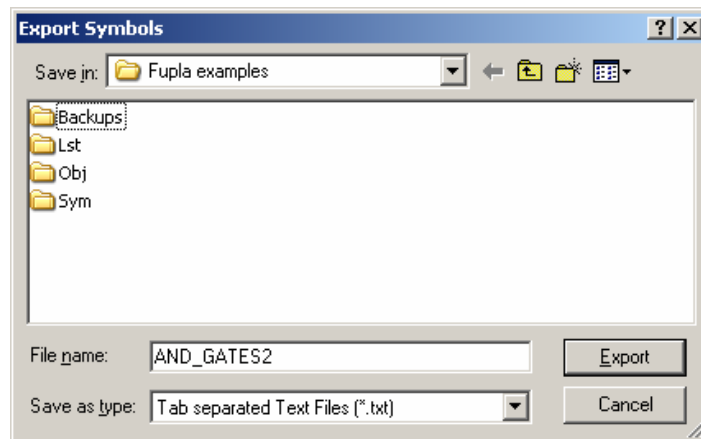 Export Symbols
Save in: Fupla examples
Backups
Lst
Obj
Sym
File name: AND_GATES2 Export
Save as type: Tab separated Text Files (*.txt) Cancel